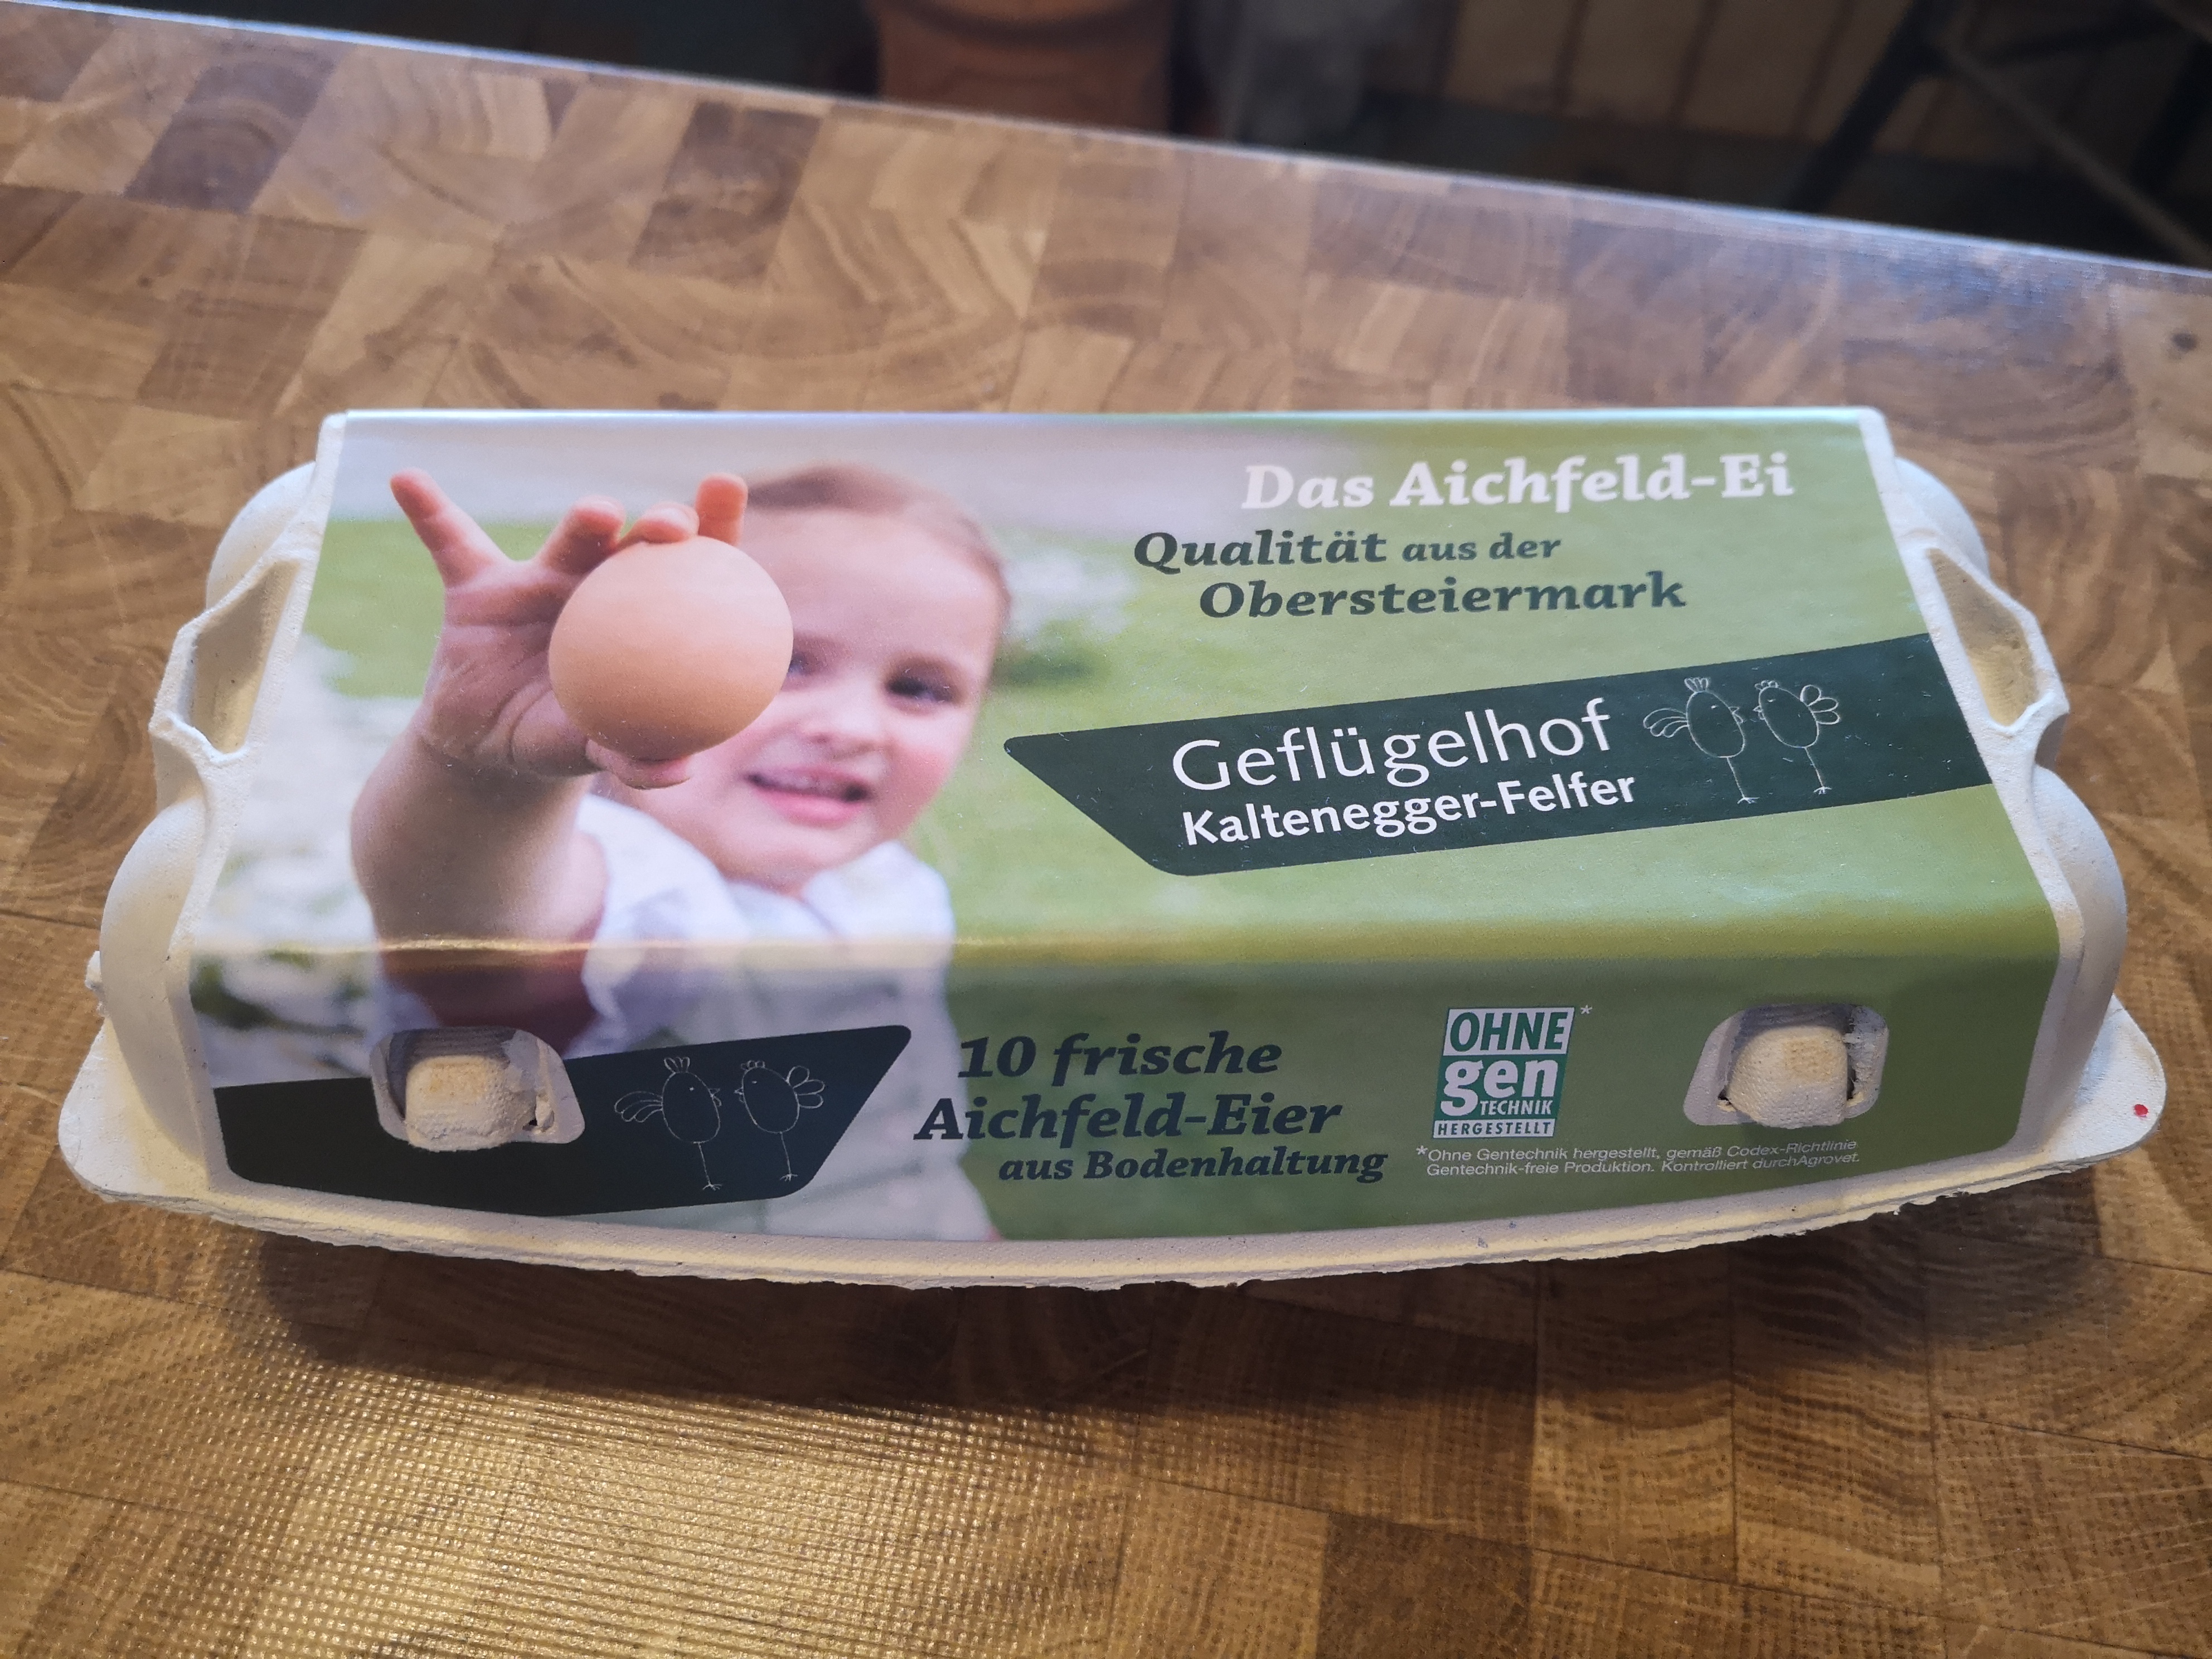 Das Aichfeld-Ei
Qualität aus der
Obersteiermark
Geflügelhof
Kaltenegger-Felfer
10 frische
Aichfeld-Eier
aus Bodenhaltung
OHNE*
gen
TECHNIK
HERGESTELLT
*Ohne Gentechnik hergestellt, gemäß Codex-Richtlinie
Gentechnik-freie Produktion. Kontrolliert durchAgrovet.